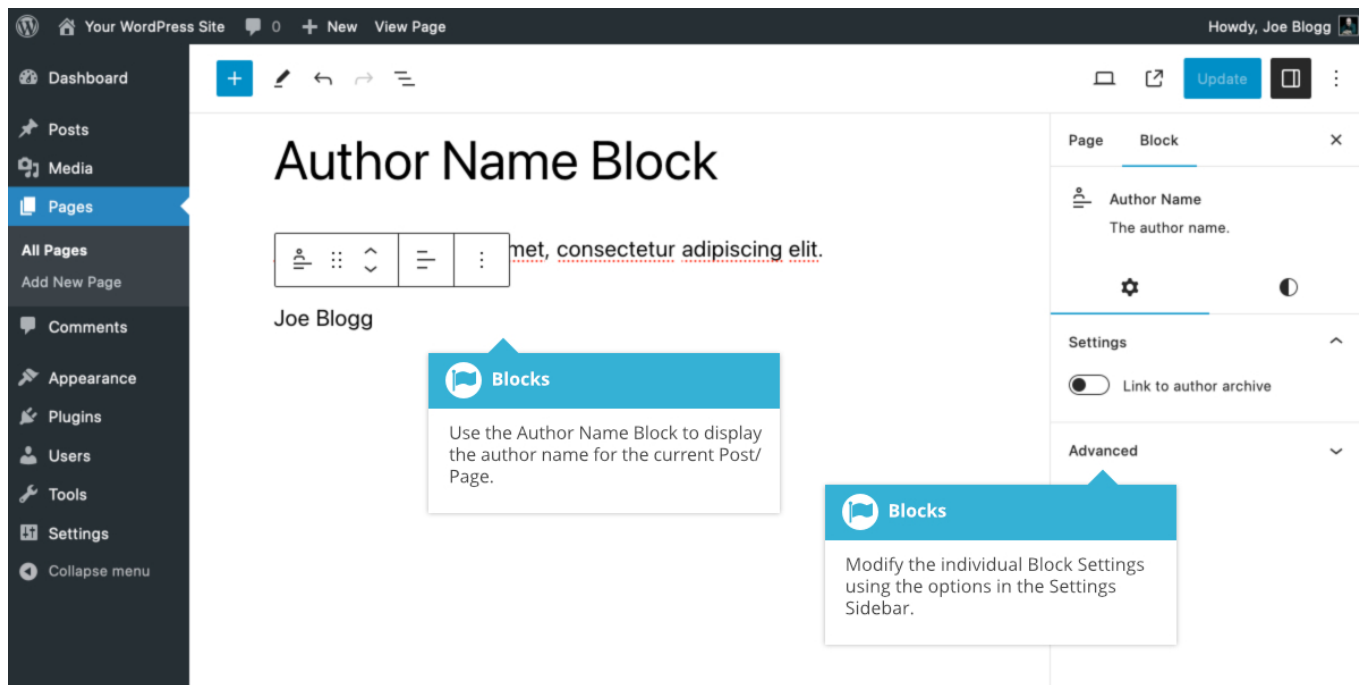 Your WordPress Site 0 New View Page Howdy, Joe Blogg
Dashboard
Posts
Media
Pages
All Pages
Add New Page
Comments
Appearance
Plugins
Users
Tools
Settings
Collapse menu
Update
Author Name Block
met, consectetur adipiscing elit.
Joe Blogg
Blocks
Use the Author Name Block to display
the author name for the current Post/
Page.
Page Block
Author Name
The author name.
Settings
Link to author archive
Advanced
Blocks
Modify the individual Block Settings
using the options in the Settings
Sidebar.